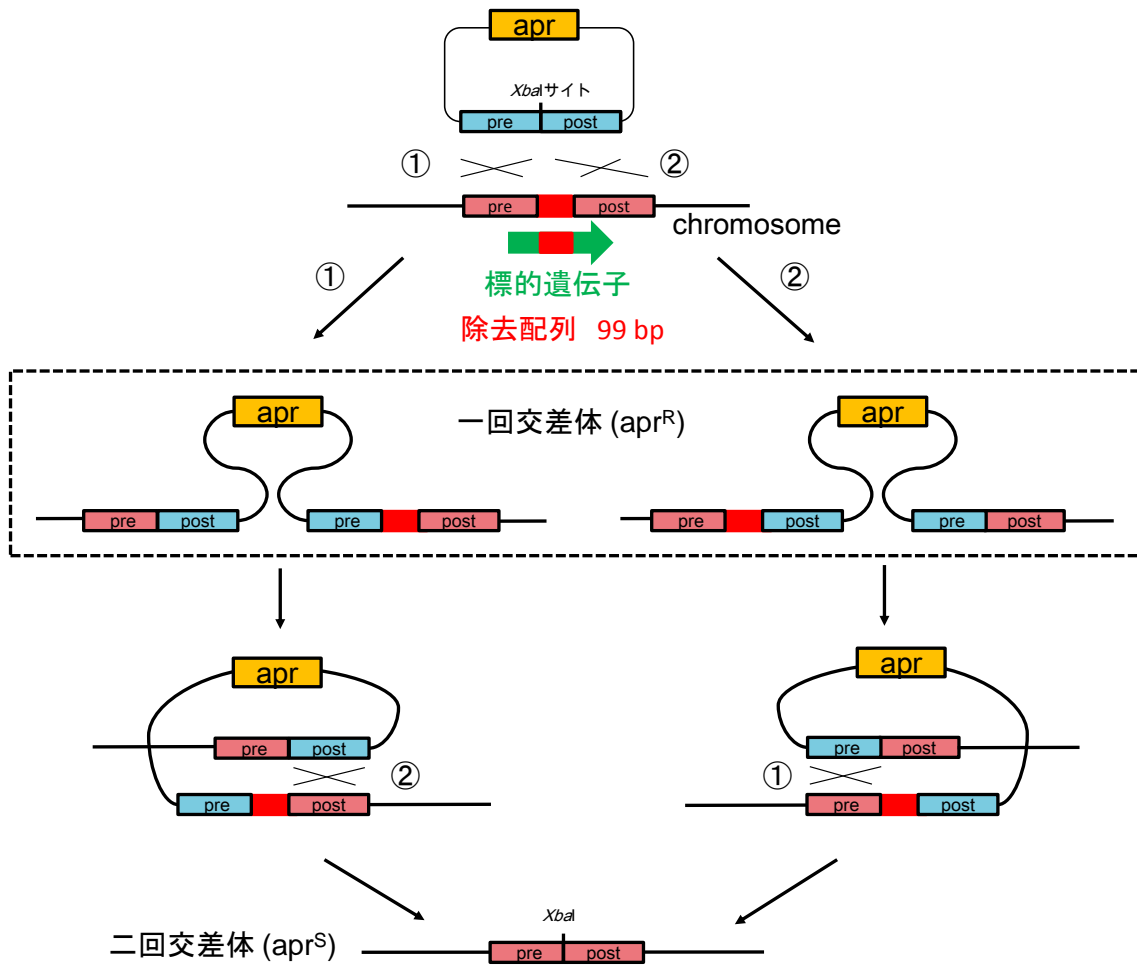 apr
XbaIサイト
pre post
① ②
pre post
chromosome
① ②
標的遺伝子
除去配列 99 bp
apr 一回交差体 (aprR) apr
pre post pre post pre post pre post
apr apr
pre post pre post
② ①
pre post pre post
XbaI
二回交差体 (aprS) pre post